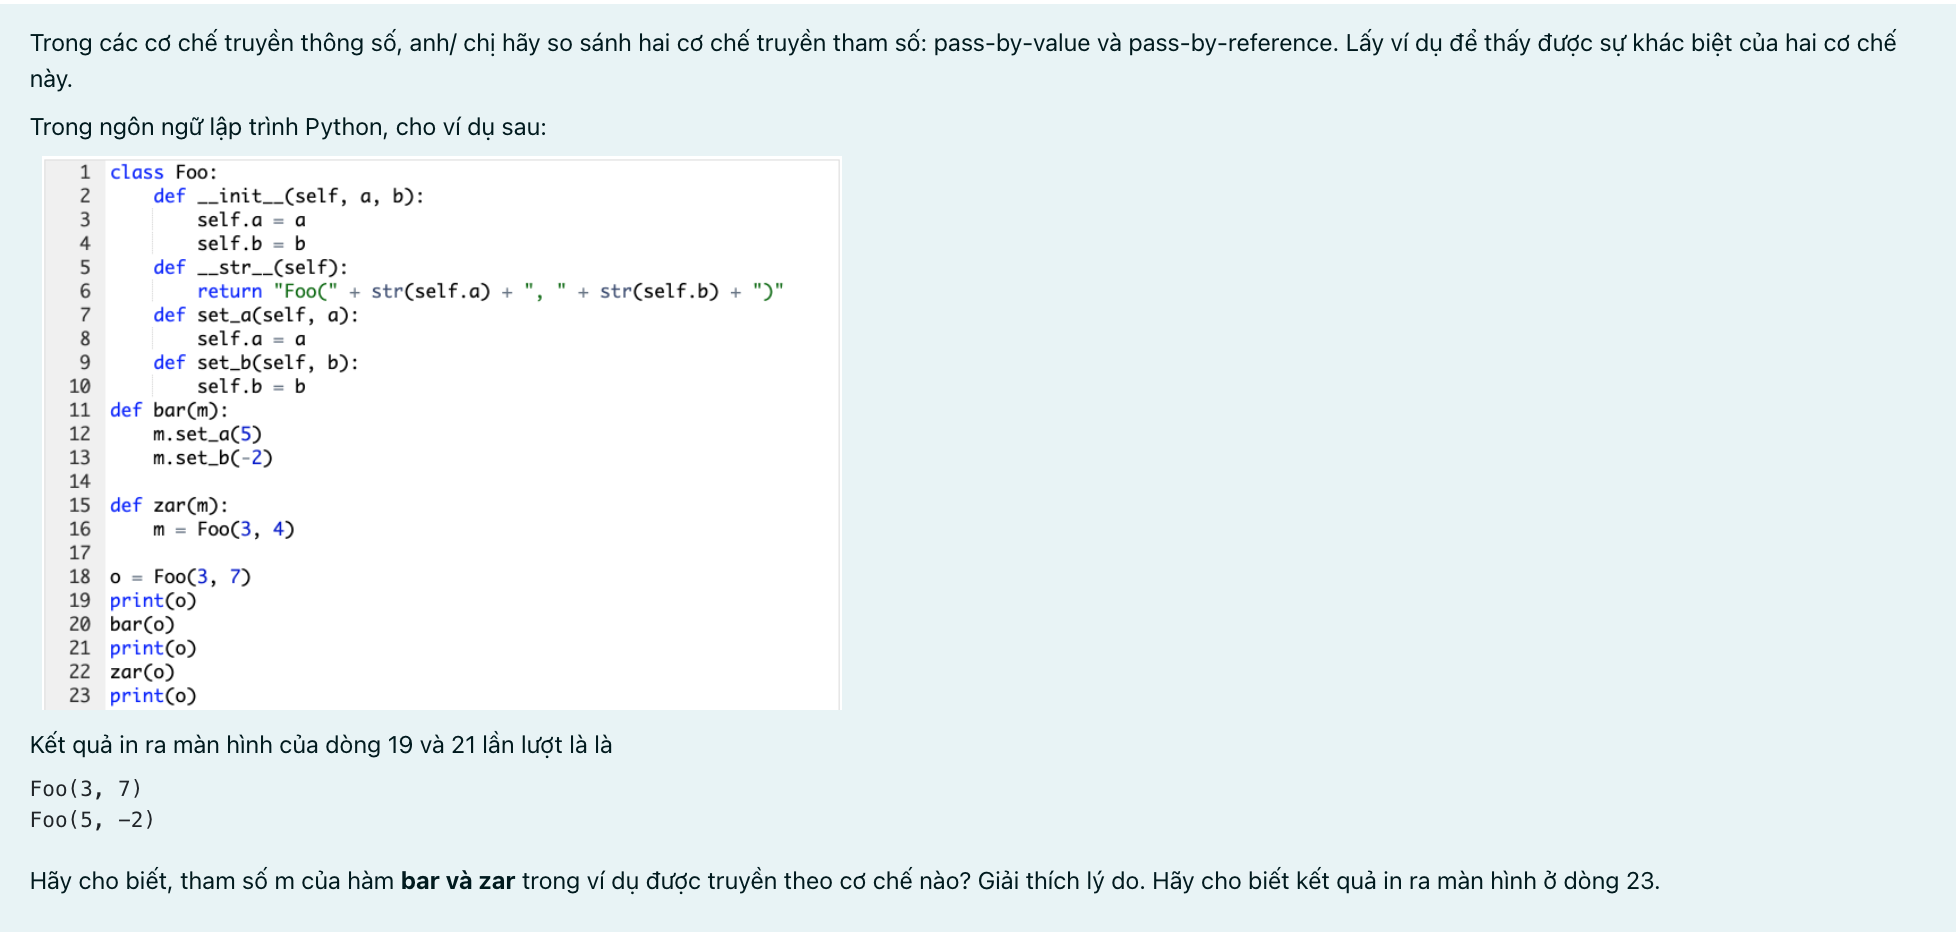 Trong các cơ chế truyền thông số, anh/ chị hãy so sánh hai cơ chế truyền tham số: pass-by-value và pass-by-reference. Lấy ví dụ để thấy được sự khác biệt của hai cơ chế
này.
Trong ngôn ngữ lập trình Python, cho ví dụ sau:
1 class Foo:
2     def __init__(self, a, b):
3         self.a = a
4         self.b = b
5     def __str__(self):
6         return "Foo(" + str(self.a) + ", " + str(self.b) + ")"
7     def set_a(self, a):
8         self.a = a
9     def set_b(self, b):
10         self.b = b
11 def bar(m):
12     m.set_a(5)
13     m.set_b(-2)
14
15 def zar(m):
16     m = Foo(3, 4)
17
18 o = Foo(3, 7)
19 print(o)
20 bar(o)
21 print(o)
22 zar(o)
23 print(o)
Kết quả in ra màn hình của dòng 19 và 21 lần lượt là là
Foo(3, 7)
Foo(5, −2)
Hãy cho biết, tham số m của hàm bar và zar trong ví dụ được truyền theo cơ chế nào? Giải thích lý do. Hãy cho biết kết quả in ra màn hình ở dòng 23.